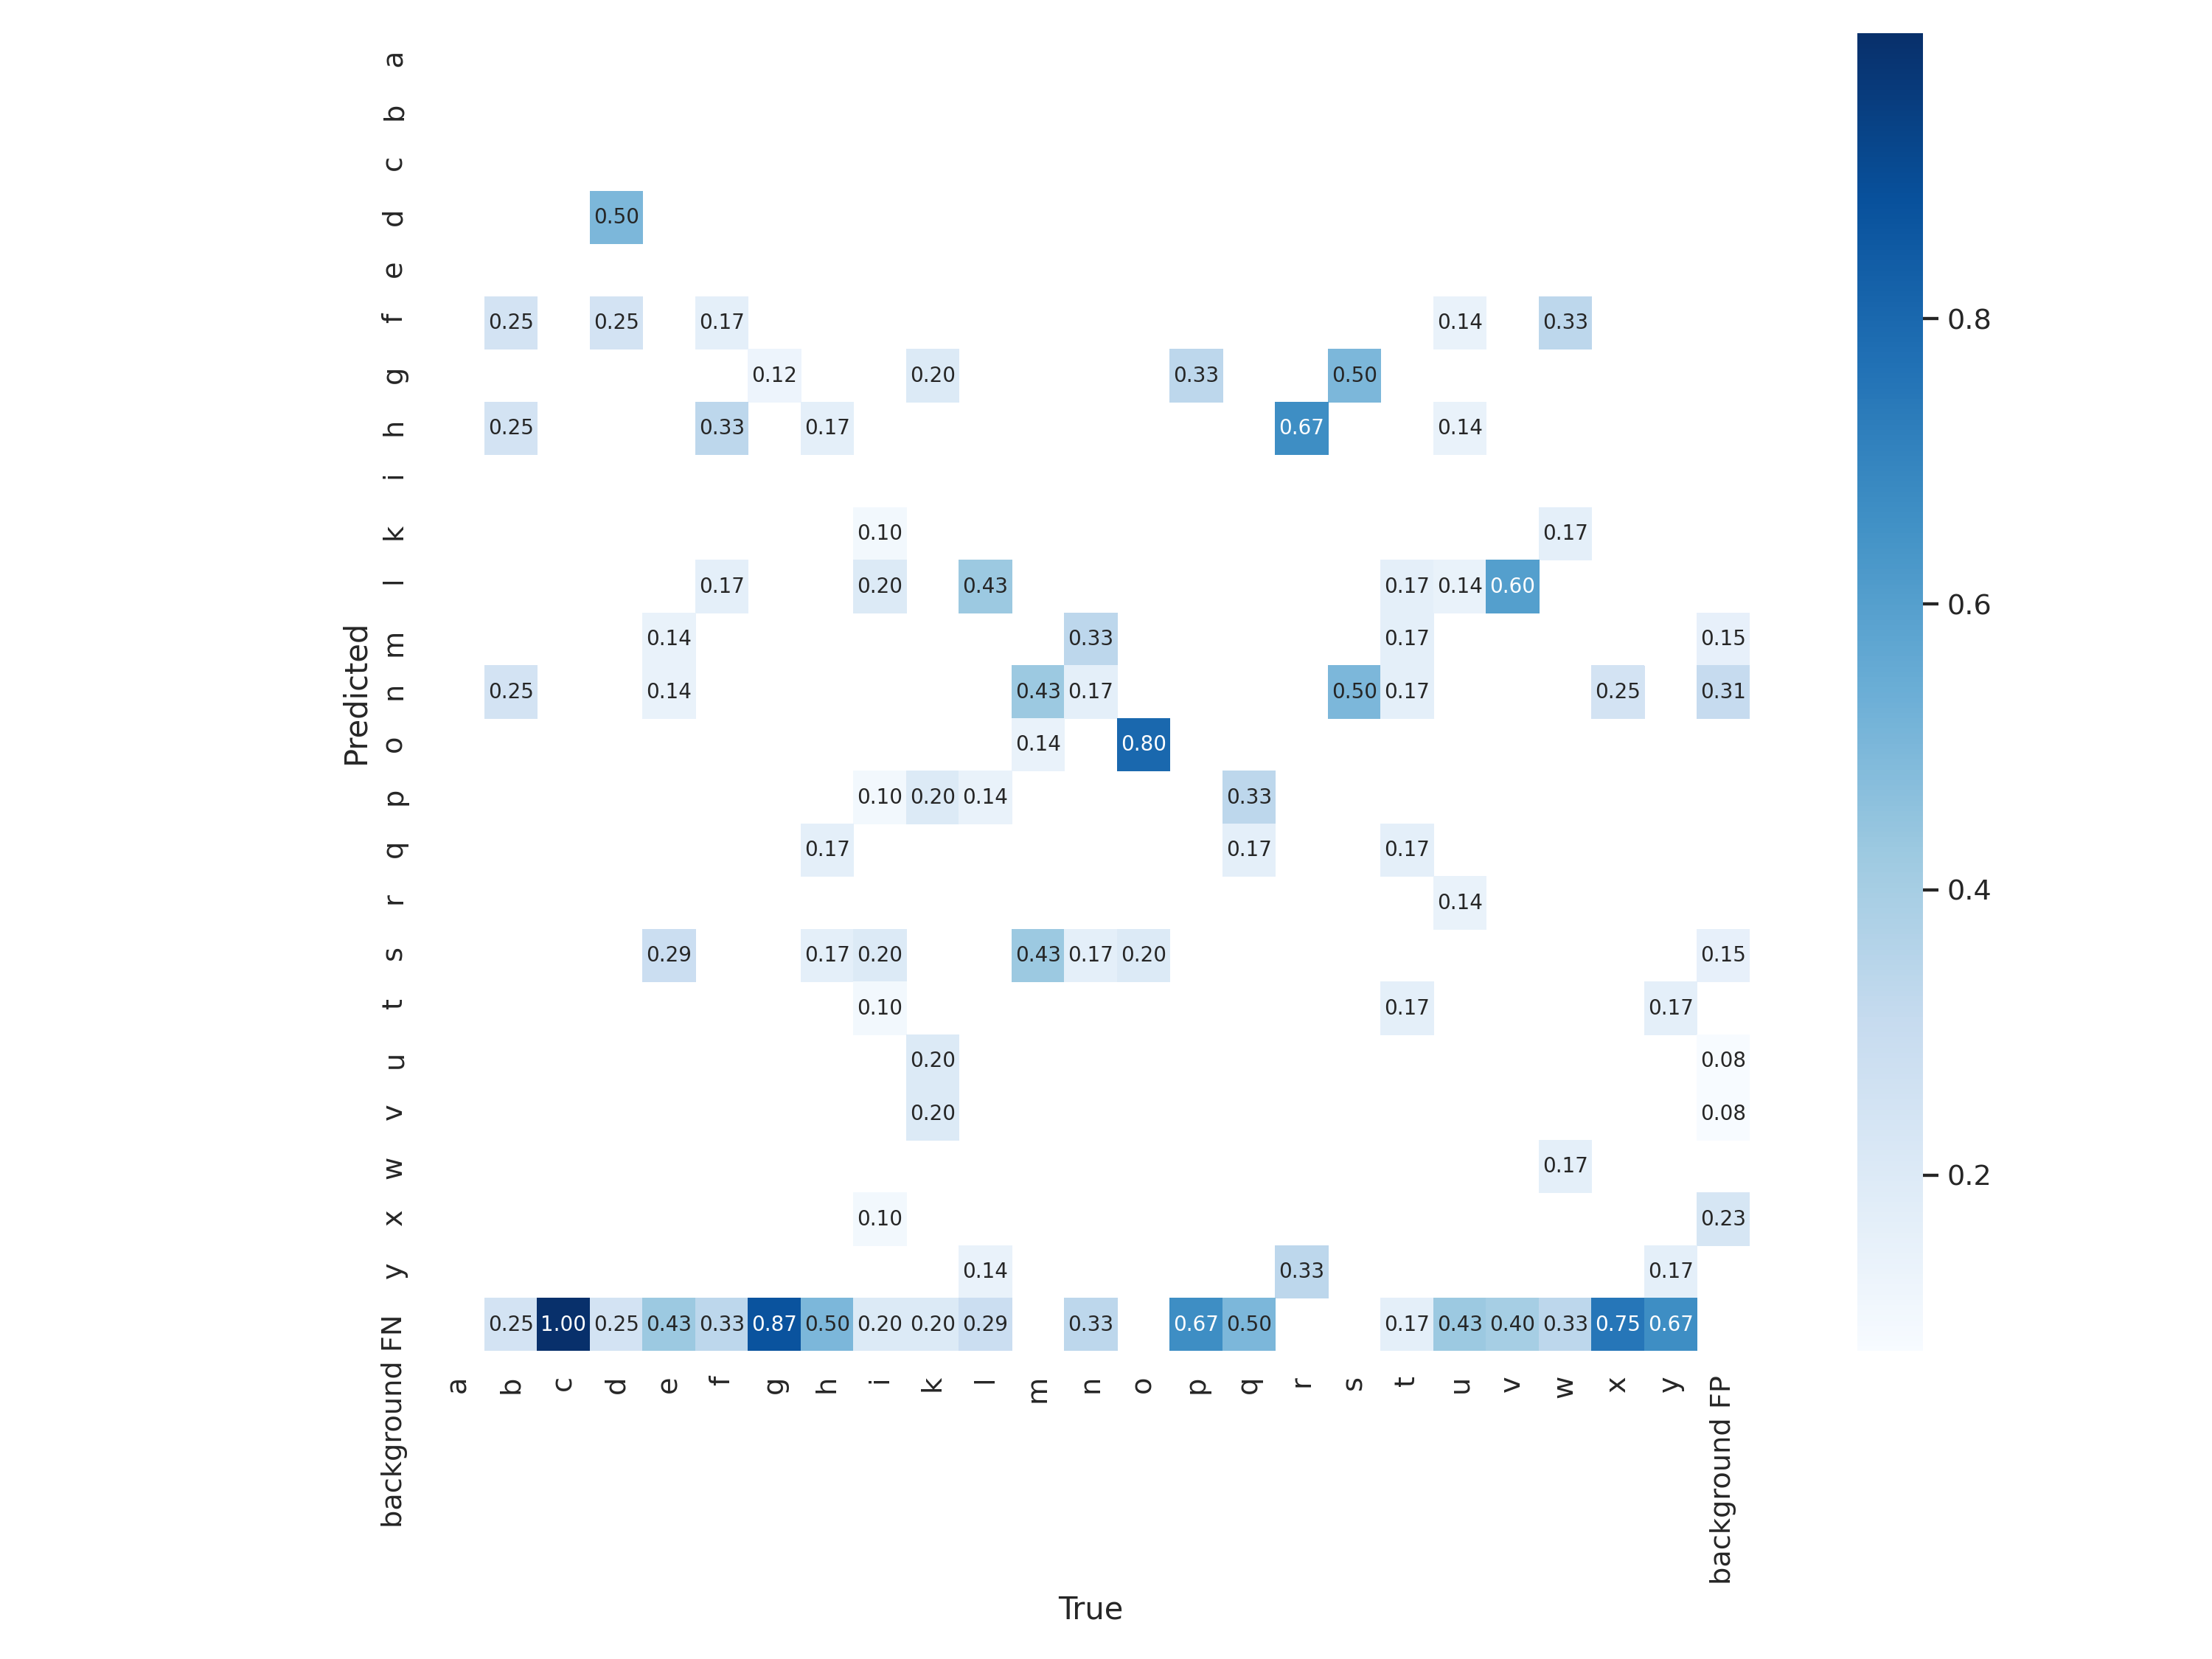 a
b
c
d 0.50
e
f 0.25 0.25 0.17 0.14 0.33
g 0.12 0.20 0.33 0.50
h 0.25 0.33 0.17 0.67 0.14
i
k 0.10 0.17
l 0.17 0.20 0.43 0.17 0.14 0.60
m 0.14 0.33 0.17 0.15
n 0.25 0.14 0.43 0.17 0.50 0.17 0.25 0.31
o 0.14 0.80
p 0.10 0.20 0.14 0.33
q 0.17 0.17 0.17
r 0.14
s 0.29 0.17 0.20 0.43 0.17 0.20 0.15
t 0.10 0.17 0.17
u 0.20 0.08
v 0.20 0.08
w 0.17
x 0.10 0.23
y 0.14 0.33 0.17
background FN 0.25 1.00 0.25 0.43 0.33 0.87 0.50 0.20 0.20 0.29 0.33 0.67 0.50 0.17 0.43 0.40 0.33 0.75 0.67
a b c d e f g h i k l m n o p q r s t u v w x y background FP
Predicted
True
0.8
0.6
0.4
0.2